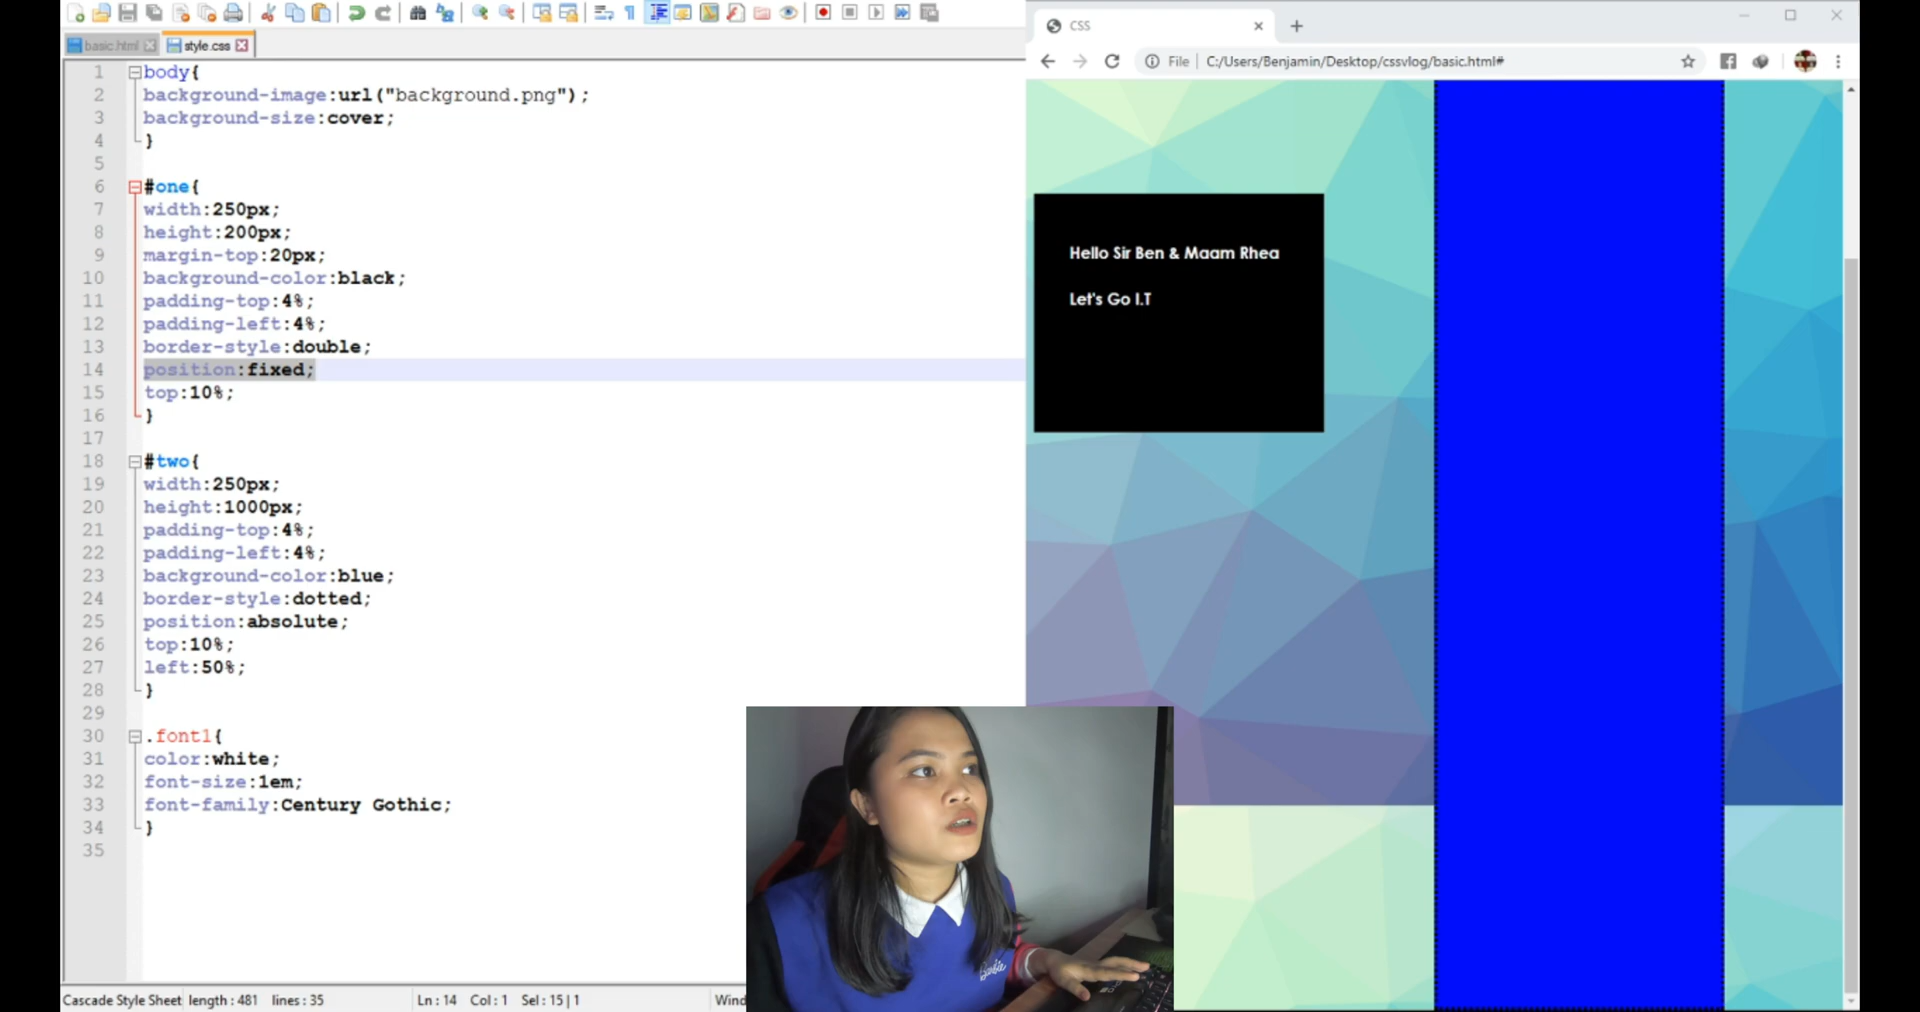 basic.html
style.css
1 body{
2 background-image:url("background.png");
3 background-size:cover;
4 }
5
6 #one{
7 width:250px;
8 height:200px;
9 margin-top:20px;
10 background-color:black;
11 padding-top:4%;
12 padding-left:4%;
13 border-style:double;
14 position:fixed;
15 top:10%;
16 }
17
18 #two{
19 width:250px;
20 height:1000px;
21 padding-top:4%;
22 padding-left:4%;
23 background-color:blue;
24 border-style:dotted;
25 position:absolute;
26 top:10%;
27 left:50%;
28 }
29
30 .font1{
31 color:white;
32 font-size:1em;
33 font-family:Century Gothic;
34 }
35
Cascade Style Sheet length : 481 lines : 35 Ln : 14 Col : 1 Sel : 15 | 1 Wind
CSS
File C:/Users/Benjamin/Desktop/cssvlog/basic.html#
Hello Sir Ben & Maam Rhea
Let's Go I.T
Barbie